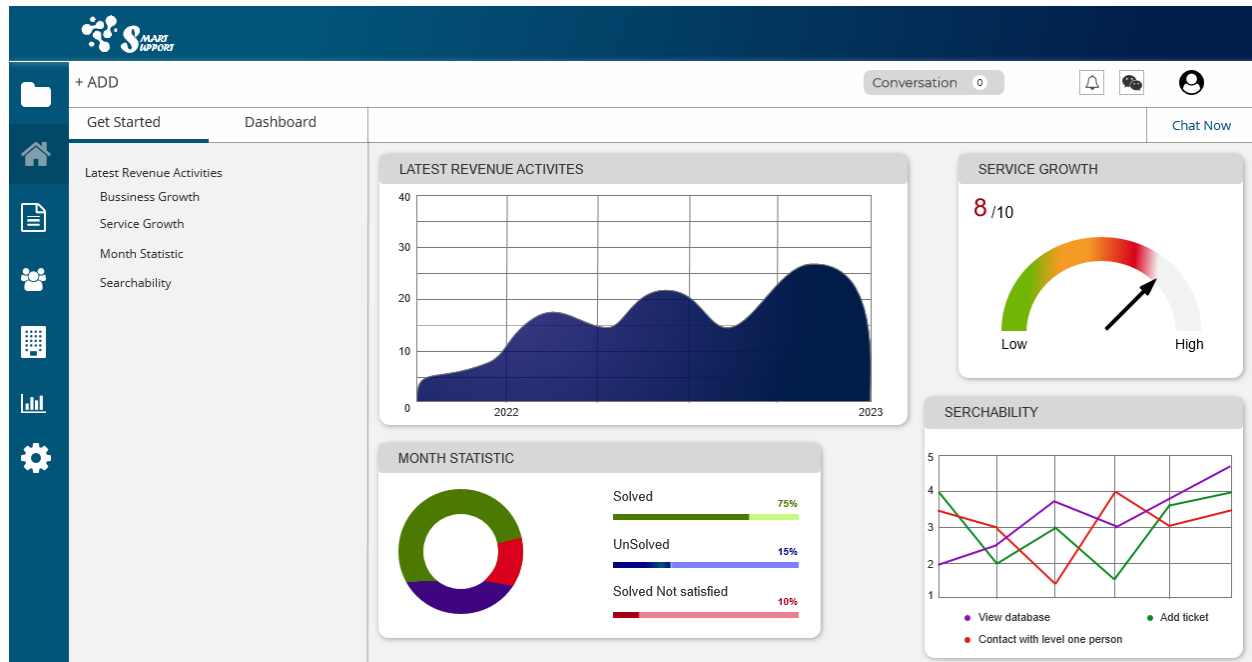 SMART
SUPPORT
+ ADD
Conversation 0
Get Started
Dashboard
Chat Now
Latest Revenue Activities
Bussiness Growth
Service Growth
Month Statistic
Searchability
LATEST REVENUE ACTIVITES
40
30
20
10
0
2022
2023
SERVICE GROWTH
8 /10
Low
High
MONTH STATISTIC
Solved
75%
UnSolved
15%
Solved Not satisfied
10%
SERCHABILITY
5
4
3
2
1
View database
Add ticket
Contact with level one person